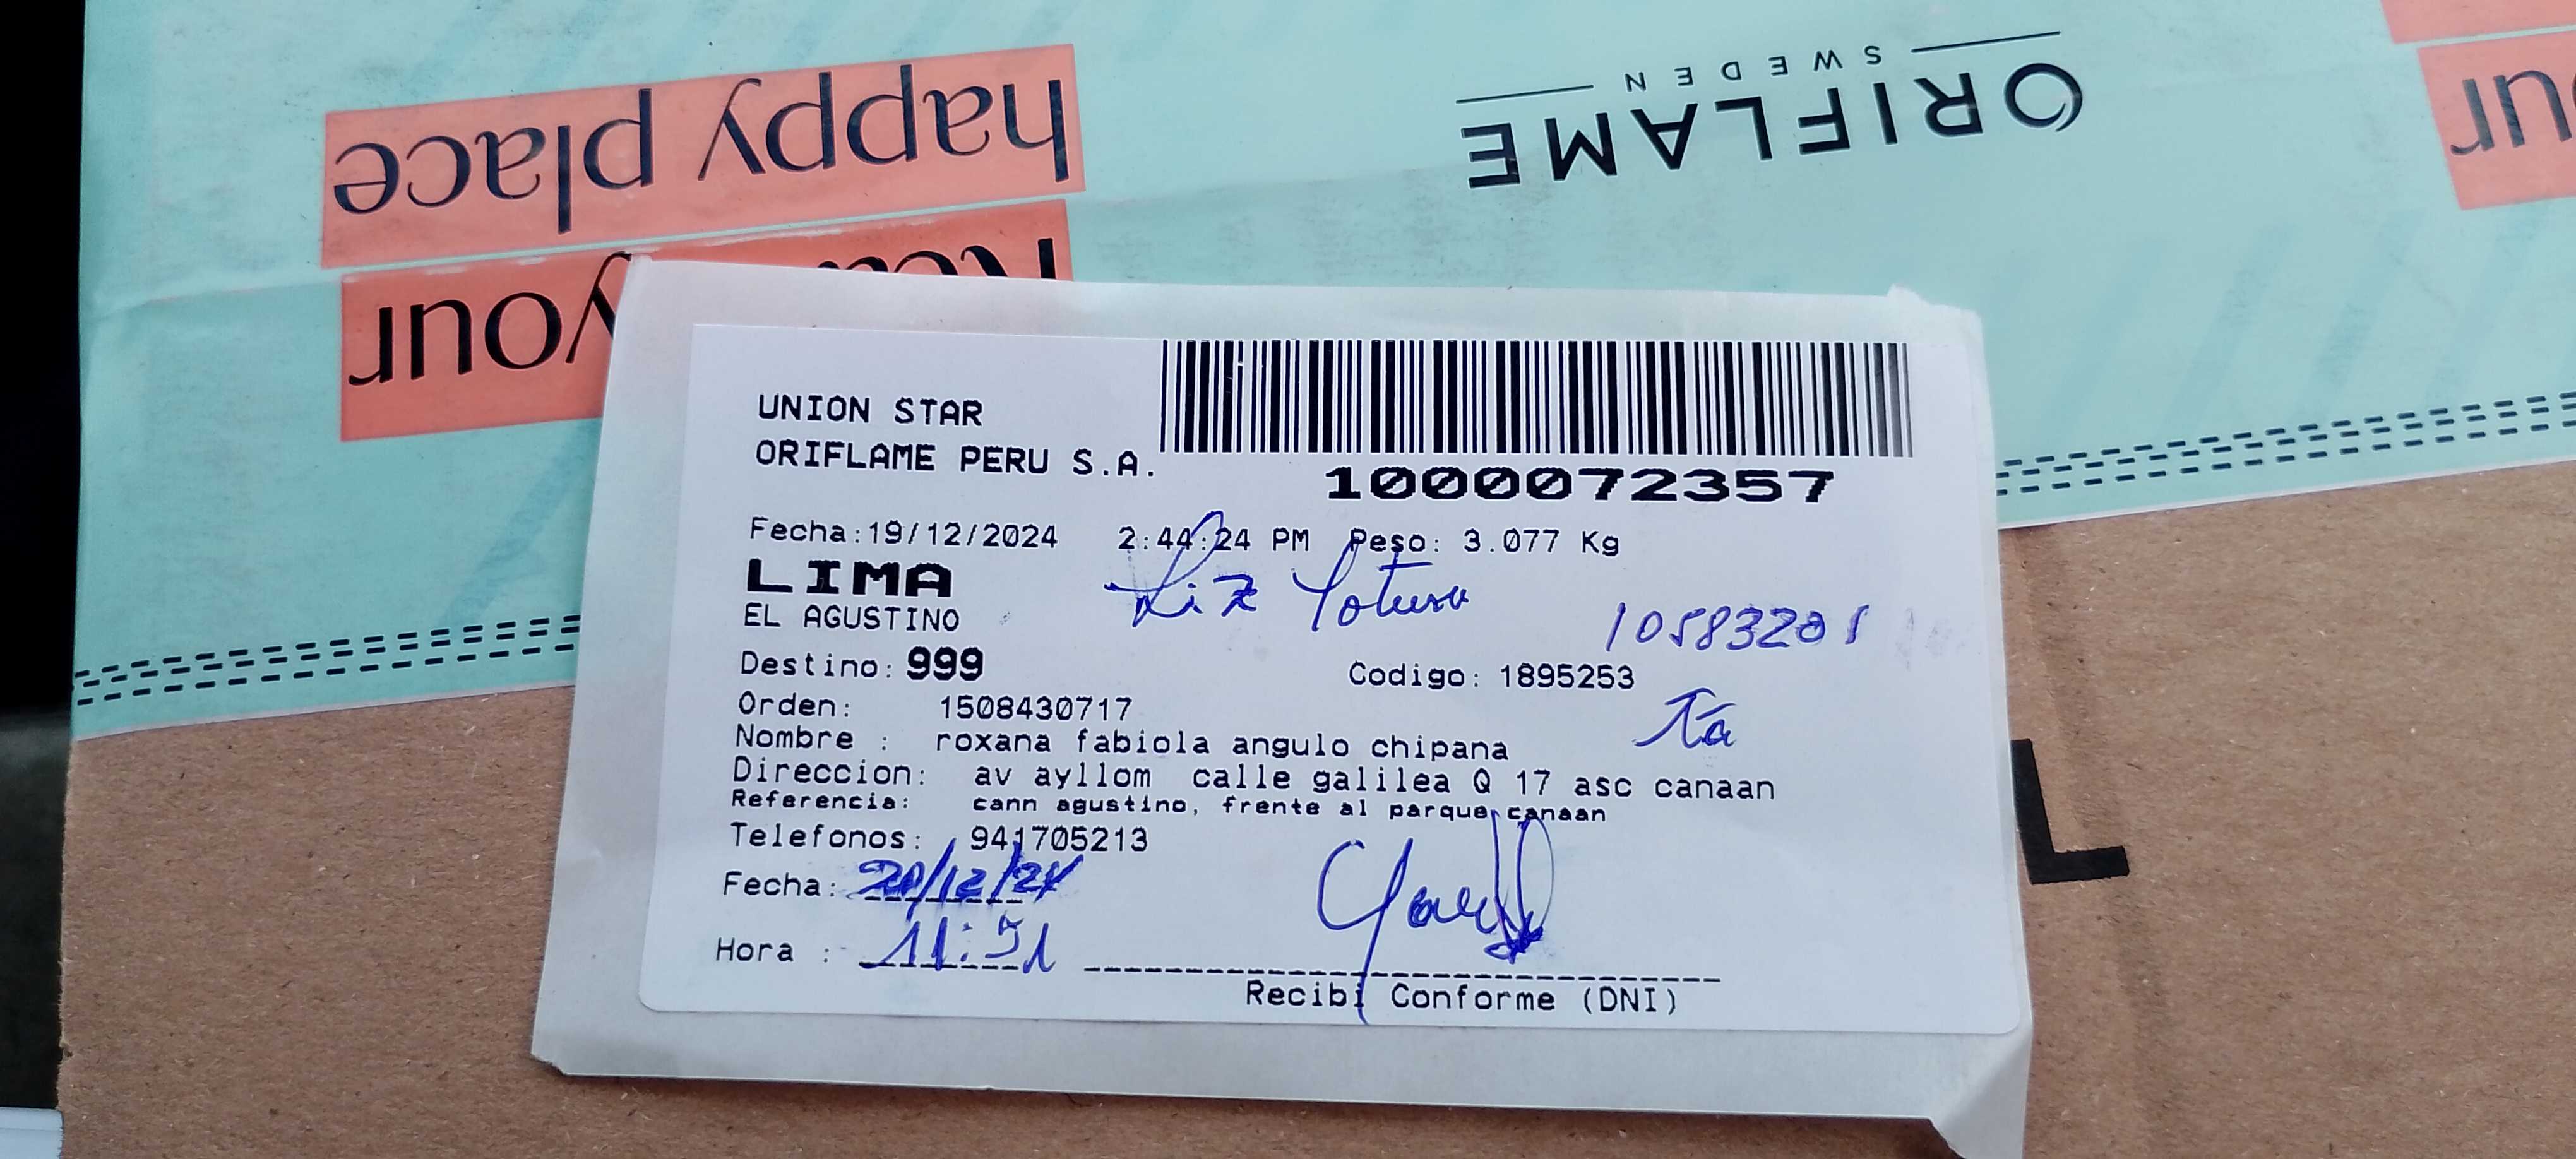 ORIFLAME
SWEDEN
your
happy place
UNION STAR
ORIFLAME PERU S.A.
1000072357
Fecha:19/12/2024 2:44:24 PM Peso: 3.077 Kg
LIMA
EL AGUSTINO
Liz
10583201
Destino: 999 Codigo: 1895253
Orden: 1508430717
Nombre : roxana fabiola angulo chipana
Tía
Direccion: av ayllom calle galilea Q 17 asc canaan
Referencia: cann agustino, frente al parque canaan
Telefonos: 941705213
Fecha: 20/12/24
Hora : 11:51
Recibi Conforme (DNI)
L